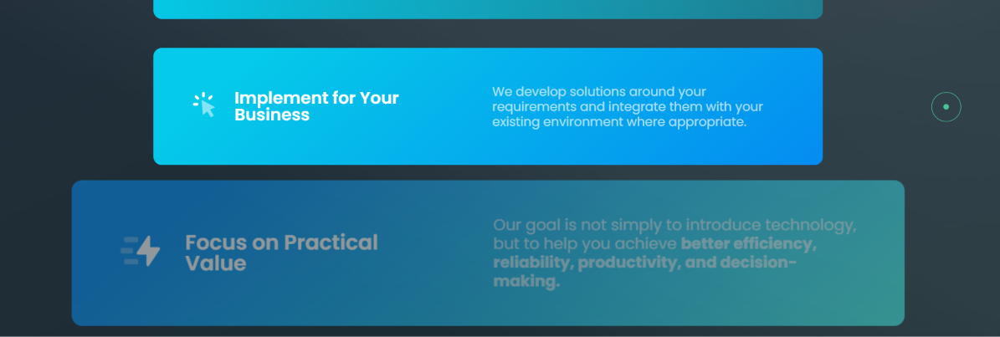 Implement for Your
Business
We develop solutions around your
requirements and integrate them with your
existing environment where appropriate.
Focus on Practical
Value
Our goal is not simply to introduce technology,
but to help you achieve better efficiency,
reliability, productivity, and decision-
making.